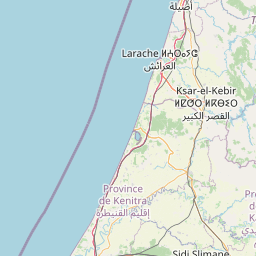 أصيلة
Larache ⵍⵄⵔⴰⵢⵛ
العرائش
Ksar-el-Kebir
ⵍⵇⵚⵔ ⵍⴽⴱⵉⵔ
القصر الكبير
Province
de Kenitra
إقليم القنيطرة
Sidi Slimane